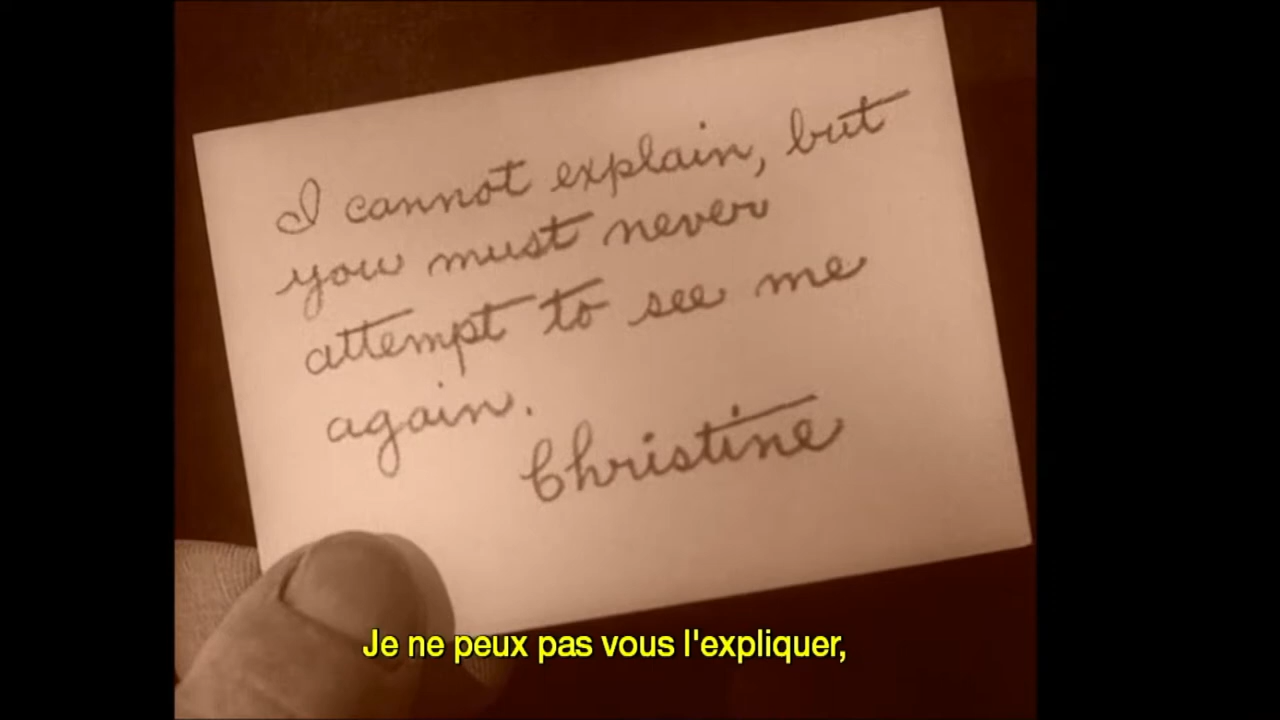 I cannot explain, but
you must never
attempt to see me
again.
Christine
Je ne peux pas vous l'expliquer,